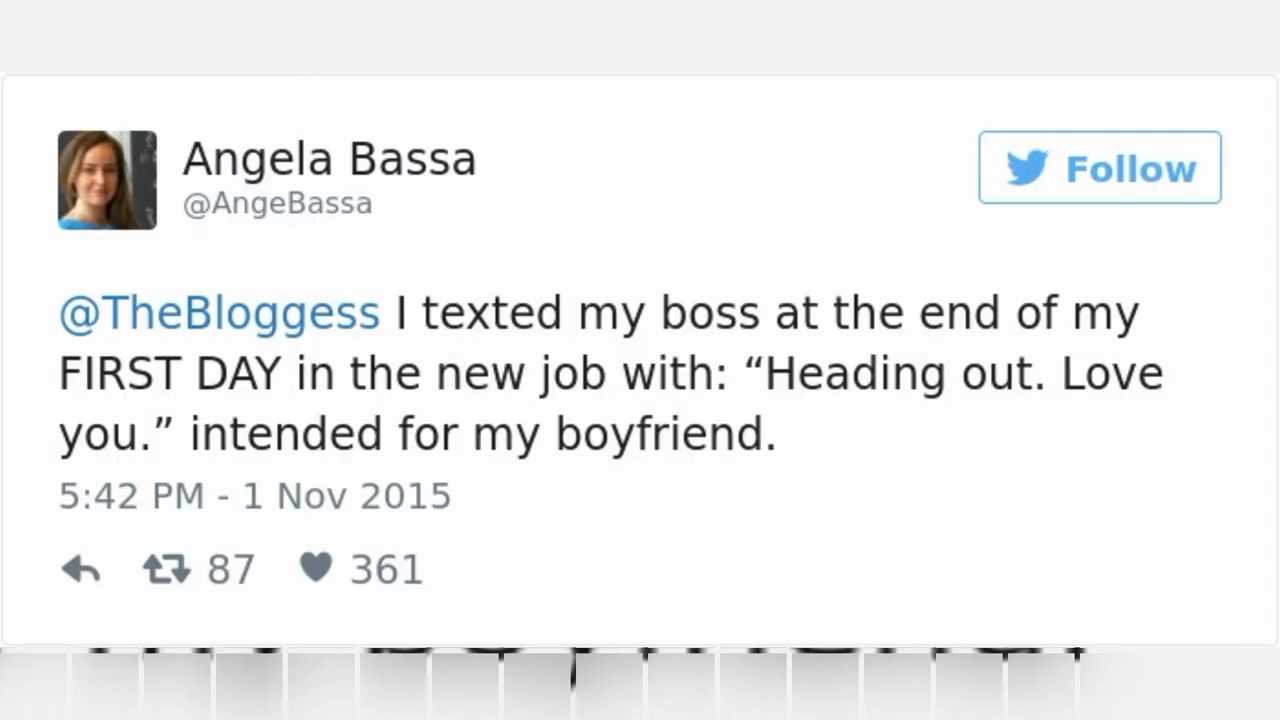 Angela Bassa
@AngeBassa
Follow
@TheBloggess I texted my boss at the end of my
FIRST DAY in the new job with: “Heading out. Love
you.” intended for my boyfriend.
5:42 PM - 1 Nov 2015
87 361